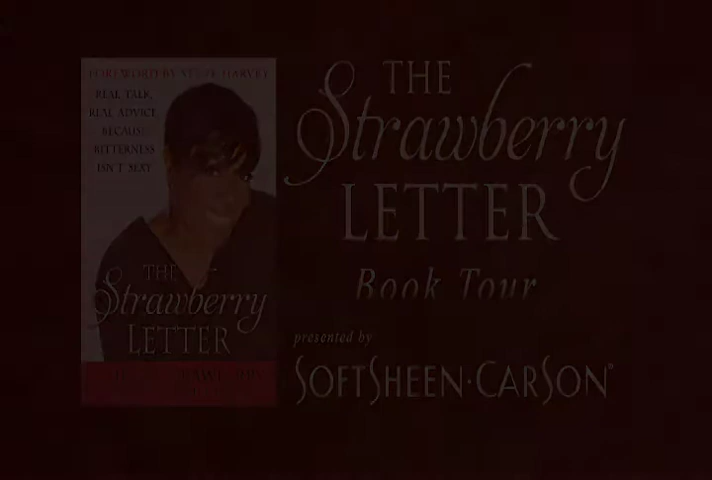 FOREWORD BY STEVE HARVEY
REAL TALK,
REAL ADVICE
BECAUSE
BITTERNESS
ISN'T SEXY
THE
Strawberry
LETTER
THE
Strawberry
LETTER
Book Tour
presented by
SOFTSHEEN·CARSON®